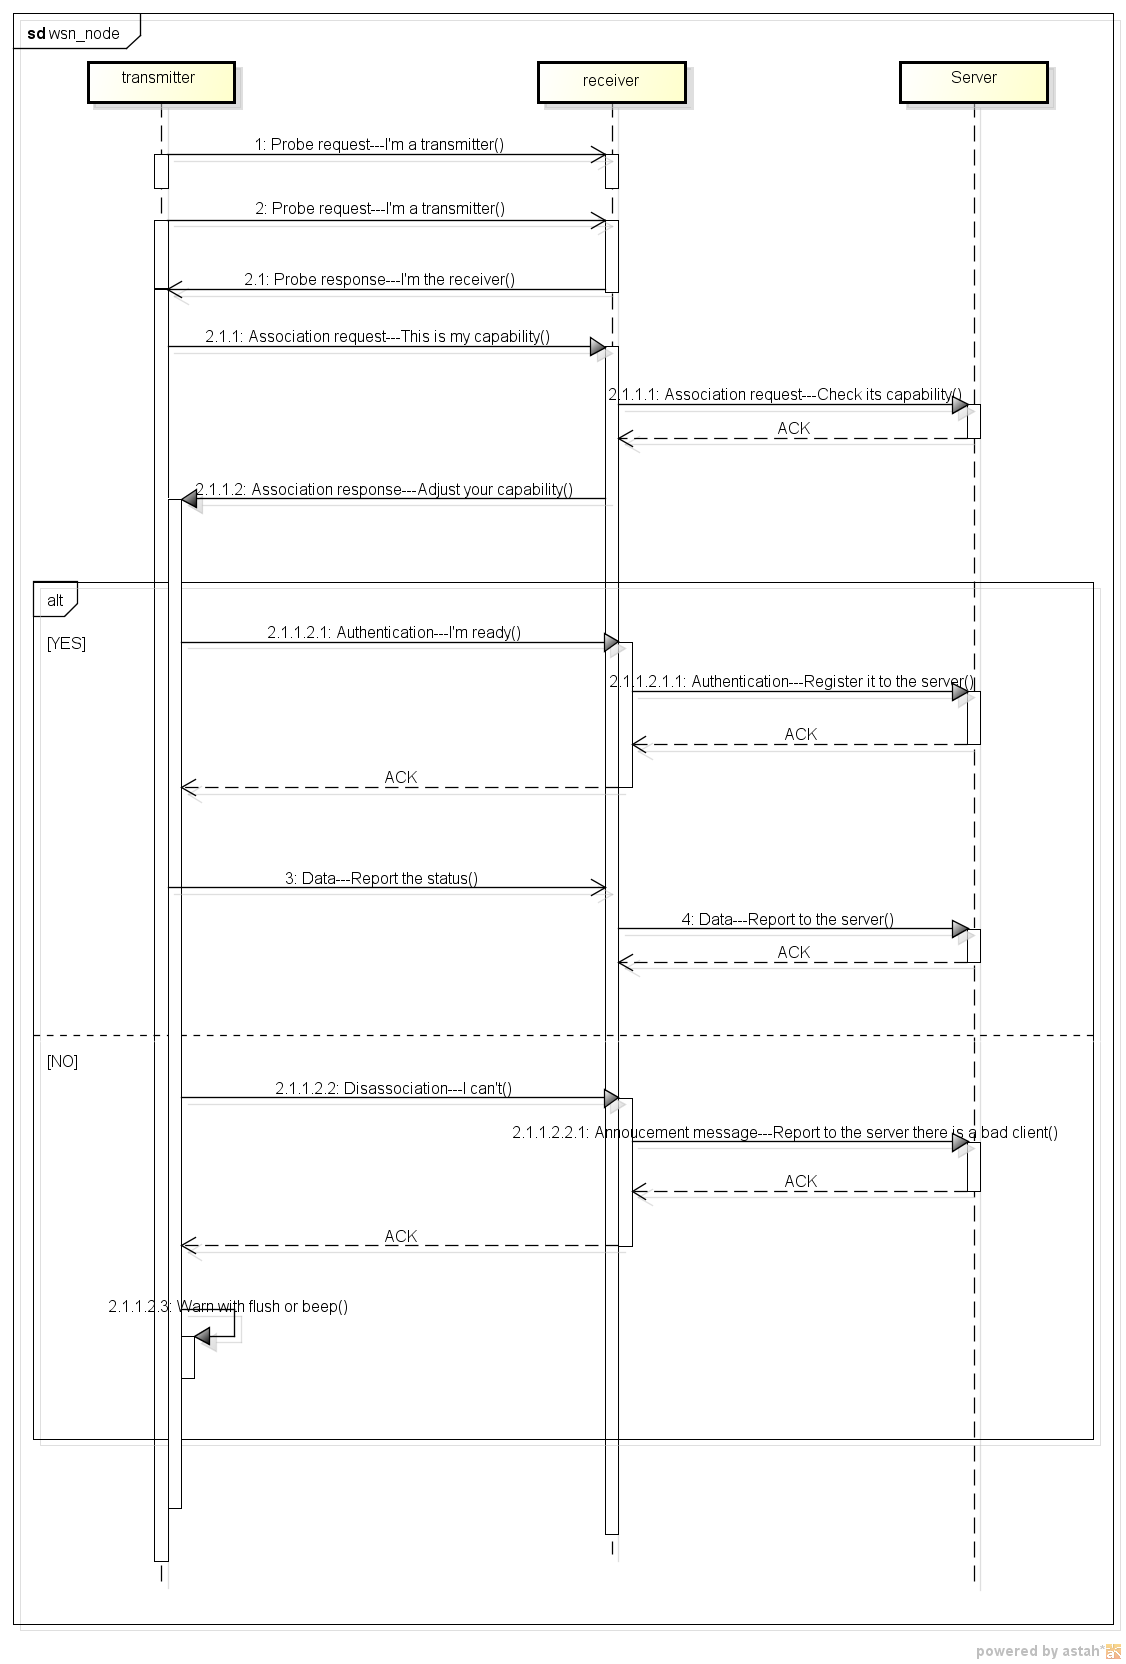 sd wsn_node
transmitter
receiver
Server
1: Probe request---I'm a transmitter()
2: Probe request---I'm a transmitter()
2.1: Probe response---I'm the receiver()
2.1.1: Association request---This is my capability()
2.1.1.1: Association request---Check its capability()
ACK
2.1.1.2: Association response---Adjust your capability()
alt
[YES]
2.1.1.2.1: Authentication---I'm ready()
2.1.1.2.1.1: Authentication---Register it to the server()
ACK
ACK
3: Data---Report the status()
4: Data---Report to the server()
ACK
[NO]
2.1.1.2.2: Disassociation---I can't()
2.1.1.2.2.1: Annoucement message---Report to the server there is a bad client()
ACK
ACK
2.1.1.2.3: Warn with flush or beep()
powered by astah*